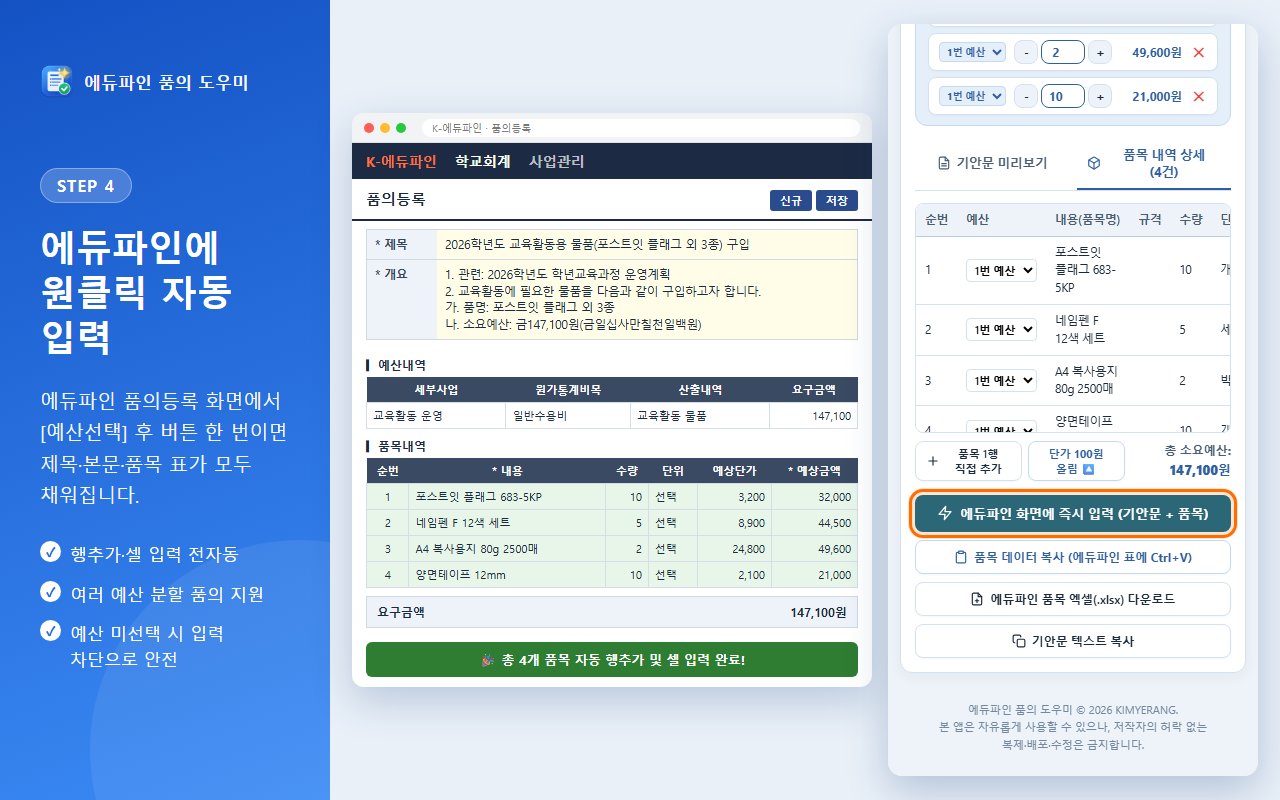 에듀파인 품의 도우미
STEP 4
에듀파인에
원클릭 자동
입력
에듀파인 품의등록 화면에서
[예산선택] 후 버튼 한 번이면
제목·본문·품목 표가 모두
채워집니다.
행추가·셀 입력 전자동
여러 예산 분할 품의 지원
예산 미선택 시 입력
차단으로 안전
K-에듀파인 · 품의등록
K-에듀파인 학교회계 사업관리
품의등록 신규 저장
* 제목 2026학년도 교육활동용 물품(포스트잇 플래그 외 3종) 구입
* 개요 1. 관련: 2026학년도 학년교육과정 운영계획
2. 교육활동에 필요한 물품을 다음과 같이 구입하고자 합니다.
가. 품명: 포스트잇 플래그 외 3종
나. 소요예산: 금147,100원(금일십사만칠천일백원)
예산내역
세부사업 원가통계비목 산출내역 요구금액
교육활동 운영 일반수용비 교육활동 물품 147,100
품목내역
순번 * 내용 수량 단위 예상단가 * 예상금액
1 포스트잇 플래그 683-5KP 10 선택 3,200 32,000
2 네임펜 F 12색 세트 5 선택 8,900 44,500
3 A4 복사용지 80g 2500매 2 선택 24,800 49,600
4 양면테이프 12mm 10 선택 2,100 21,000
요구금액 147,100원
🎉 총 4개 품목 자동 행추가 및 셀 입력 완료!
1번 예산 - 2 + 49,600원
1번 예산 - 10 + 21,000원
기안문 미리보기
품목 내역 상세
(4건)
순번 예산 내용(품목명) 규격 수량
1 1번 예산 포스트잇
플래그 683-
5KP 10
2 1번 예산 네임펜 F
12색 세트 5
3 1번 예산 A4 복사용지
80g 2500매 2
4 1번 예산 양면테이프 10
품목 1행
직접 추가
단가 100원
올림 🔼
총 소요예산:
147,100원
에듀파인 화면에 즉시 입력 (기안문 + 품목)
품목 데이터 복사 (에듀파인 표에 Ctrl+V)
에듀파인 품목 엑셀(.xlsx) 다운로드
기안문 텍스트 복사
에듀파인 품의 도우미 © 2026 KIMYERANG.
본 앱은 자유롭게 사용할 수 있으나, 저작자의 허락 없는
복제·배포·수정은 금지합니다.